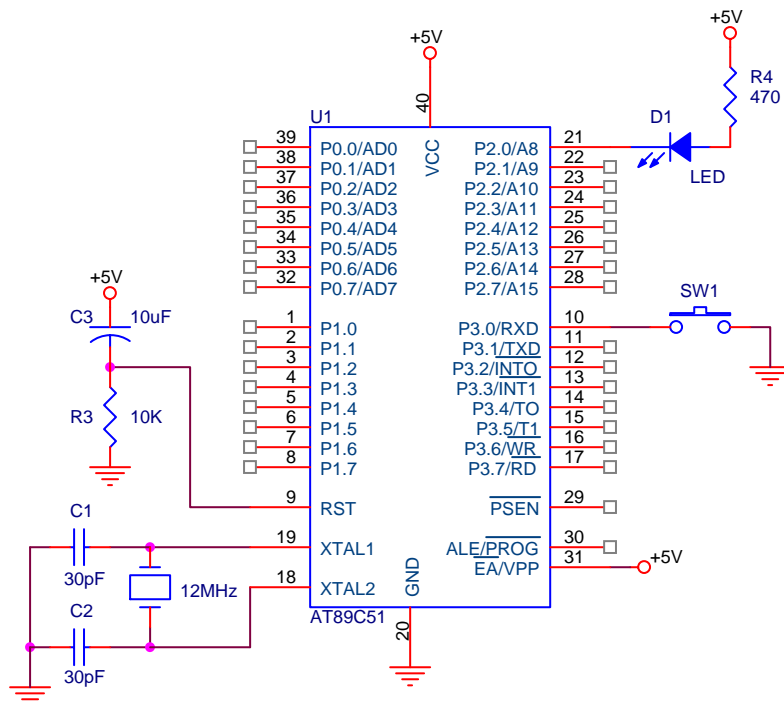 +5V
+5V
R4
470
D1
LED
U1
40
VCC
39 P0.0/AD0
38 P0.1/AD1
37 P0.2/AD2
36 P0.3/AD3
35 P0.4/AD4
34 P0.5/AD5
33 P0.6/AD6
32 P0.7/AD7
P2.0/A8 21
P2.1/A9 22
P2.2/A10 23
P2.3/A11 24
P2.4/A12 25
P2.5/A13 26
P2.6/A14 27
P2.7/A15 28
+5V
C3 10uF
R3 10K
1 P1.0
2 P1.1
3 P1.2
4 P1.3
5 P1.4
6 P1.5
7 P1.6
8 P1.7
P3.0/RXD 10
P3.1/TXD 11
P3.2/INTO 12
P3.3/INT1 13
P3.4/TO 14
P3.5/T1 15
P3.6/WR 16
P3.7/RD 17
SW1
9 RST
PSEN 29
C1
30pF
19 XTAL1
ALE/PROG 30
EA/VPP 31
+5V
12MHz
18 XTAL2
GND
20
C2
30pF
AT89C51